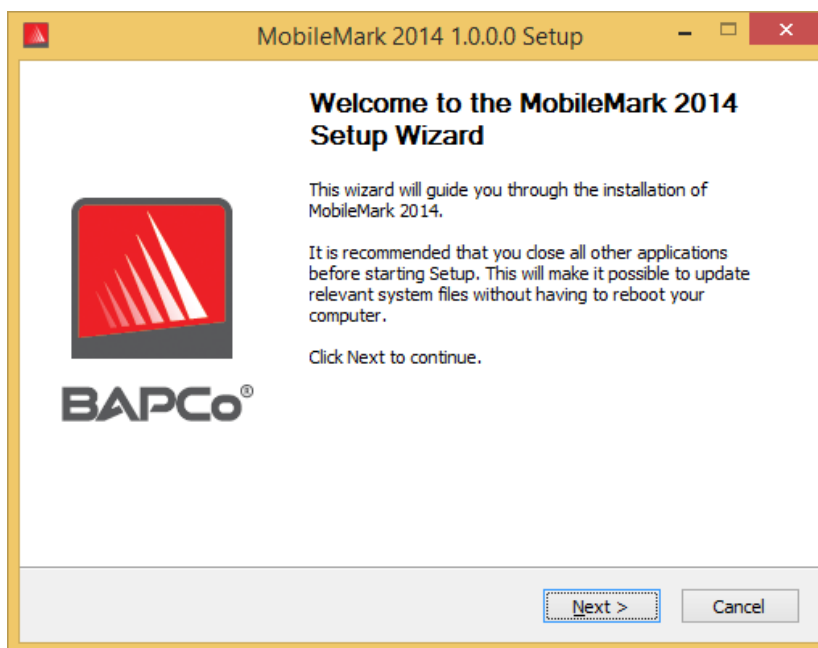 MobileMark 2014 1.0.0.0 Setup
Welcome to the MobileMark 2014
Setup Wizard
This wizard will guide you through the installation of
MobileMark 2014.
It is recommended that you close all other applications
before starting Setup. This will make it possible to update
relevant system files without having to reboot your
computer.
Click Next to continue.
BAPCo®
Next >
Cancel